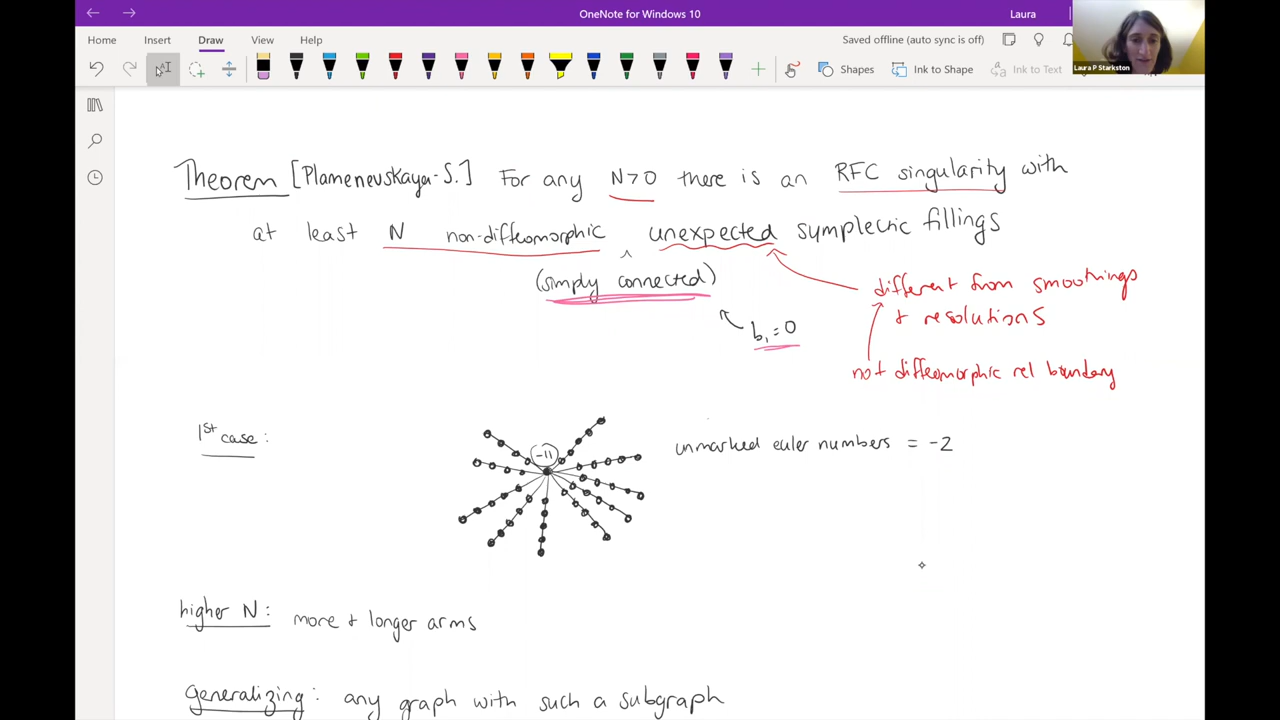 OneNote for Windows 10
Laura
Home Insert Draw View Help
Saved offline (auto sync is off)
Shapes Ink to Shape Ink to Text
Laura P Starkston
Theorem [Plamenevskaya-S.] For any N>0 there is an RFC singularity with
at least N non-diffeomorphic ^ unexpected symplectic fillings
(simply connected)
different from smoothings
+ resolutions
b₁=0
not diffeomorphic rel boundary
1st case:
-11
unmarked euler numbers = -2
higher N: more + longer arms
Generalizing: any graph with such a subgraph